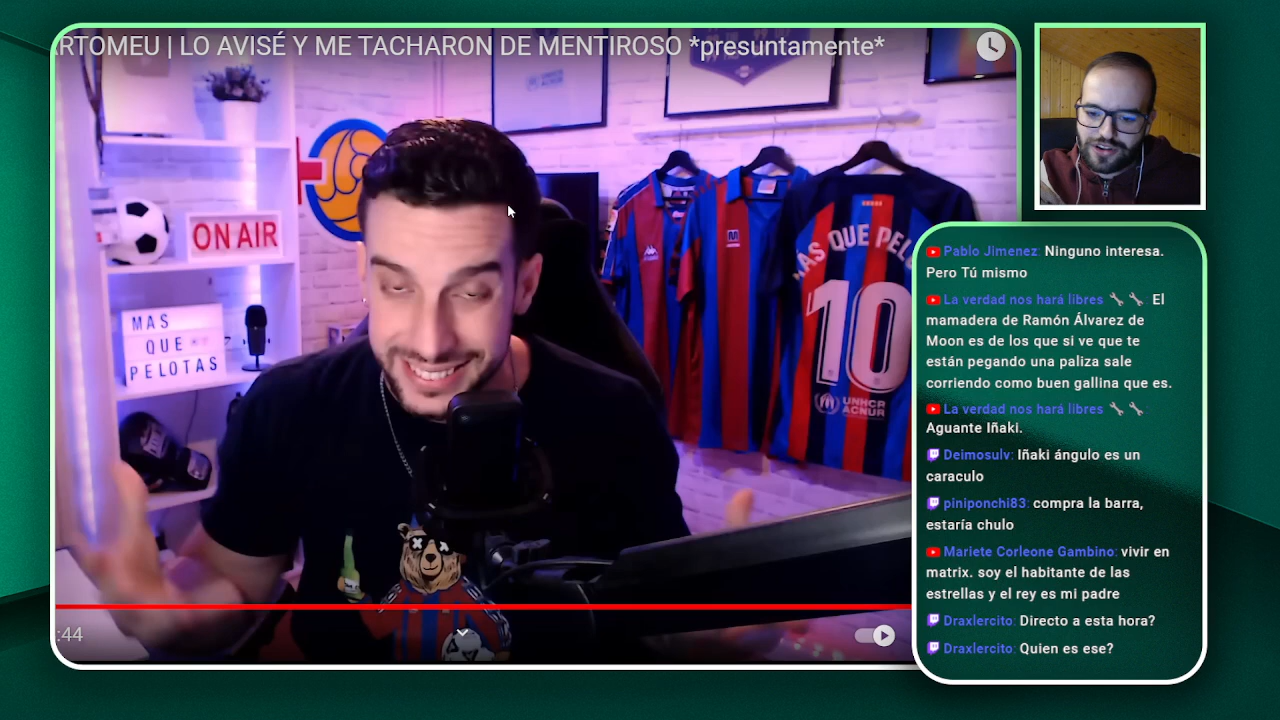 RTOMEU | LO AVISÉ Y ME TACHARON DE MENTIROSO *presuntamente*
ON AIR
MAS
QUE
PELOTAS
MÁS QUE PEL
10
UNHCR
ACNUR
:44
Pablo Jimenez: Ninguno interesa.
Pero Tú mismo
La verdad nos hará libres El
mamadera de Ramón Álvarez de
Moon es de los que si ve que te
están pegando una paliza sale
corriendo como buen gallina que es.
La verdad nos hará libres :
Aguante Iñaki.
Deimosulv: Iñaki ángulo es un
caraculo
piniponchi83: compra la barra,
estaría chulo
Mariete Corleone Gambino: vivir en
matrix. soy el habitante de las
estrellas y el rey es mi padre
Draxlercito: Directo a esta hora?
Draxlercito: Quien es ese?